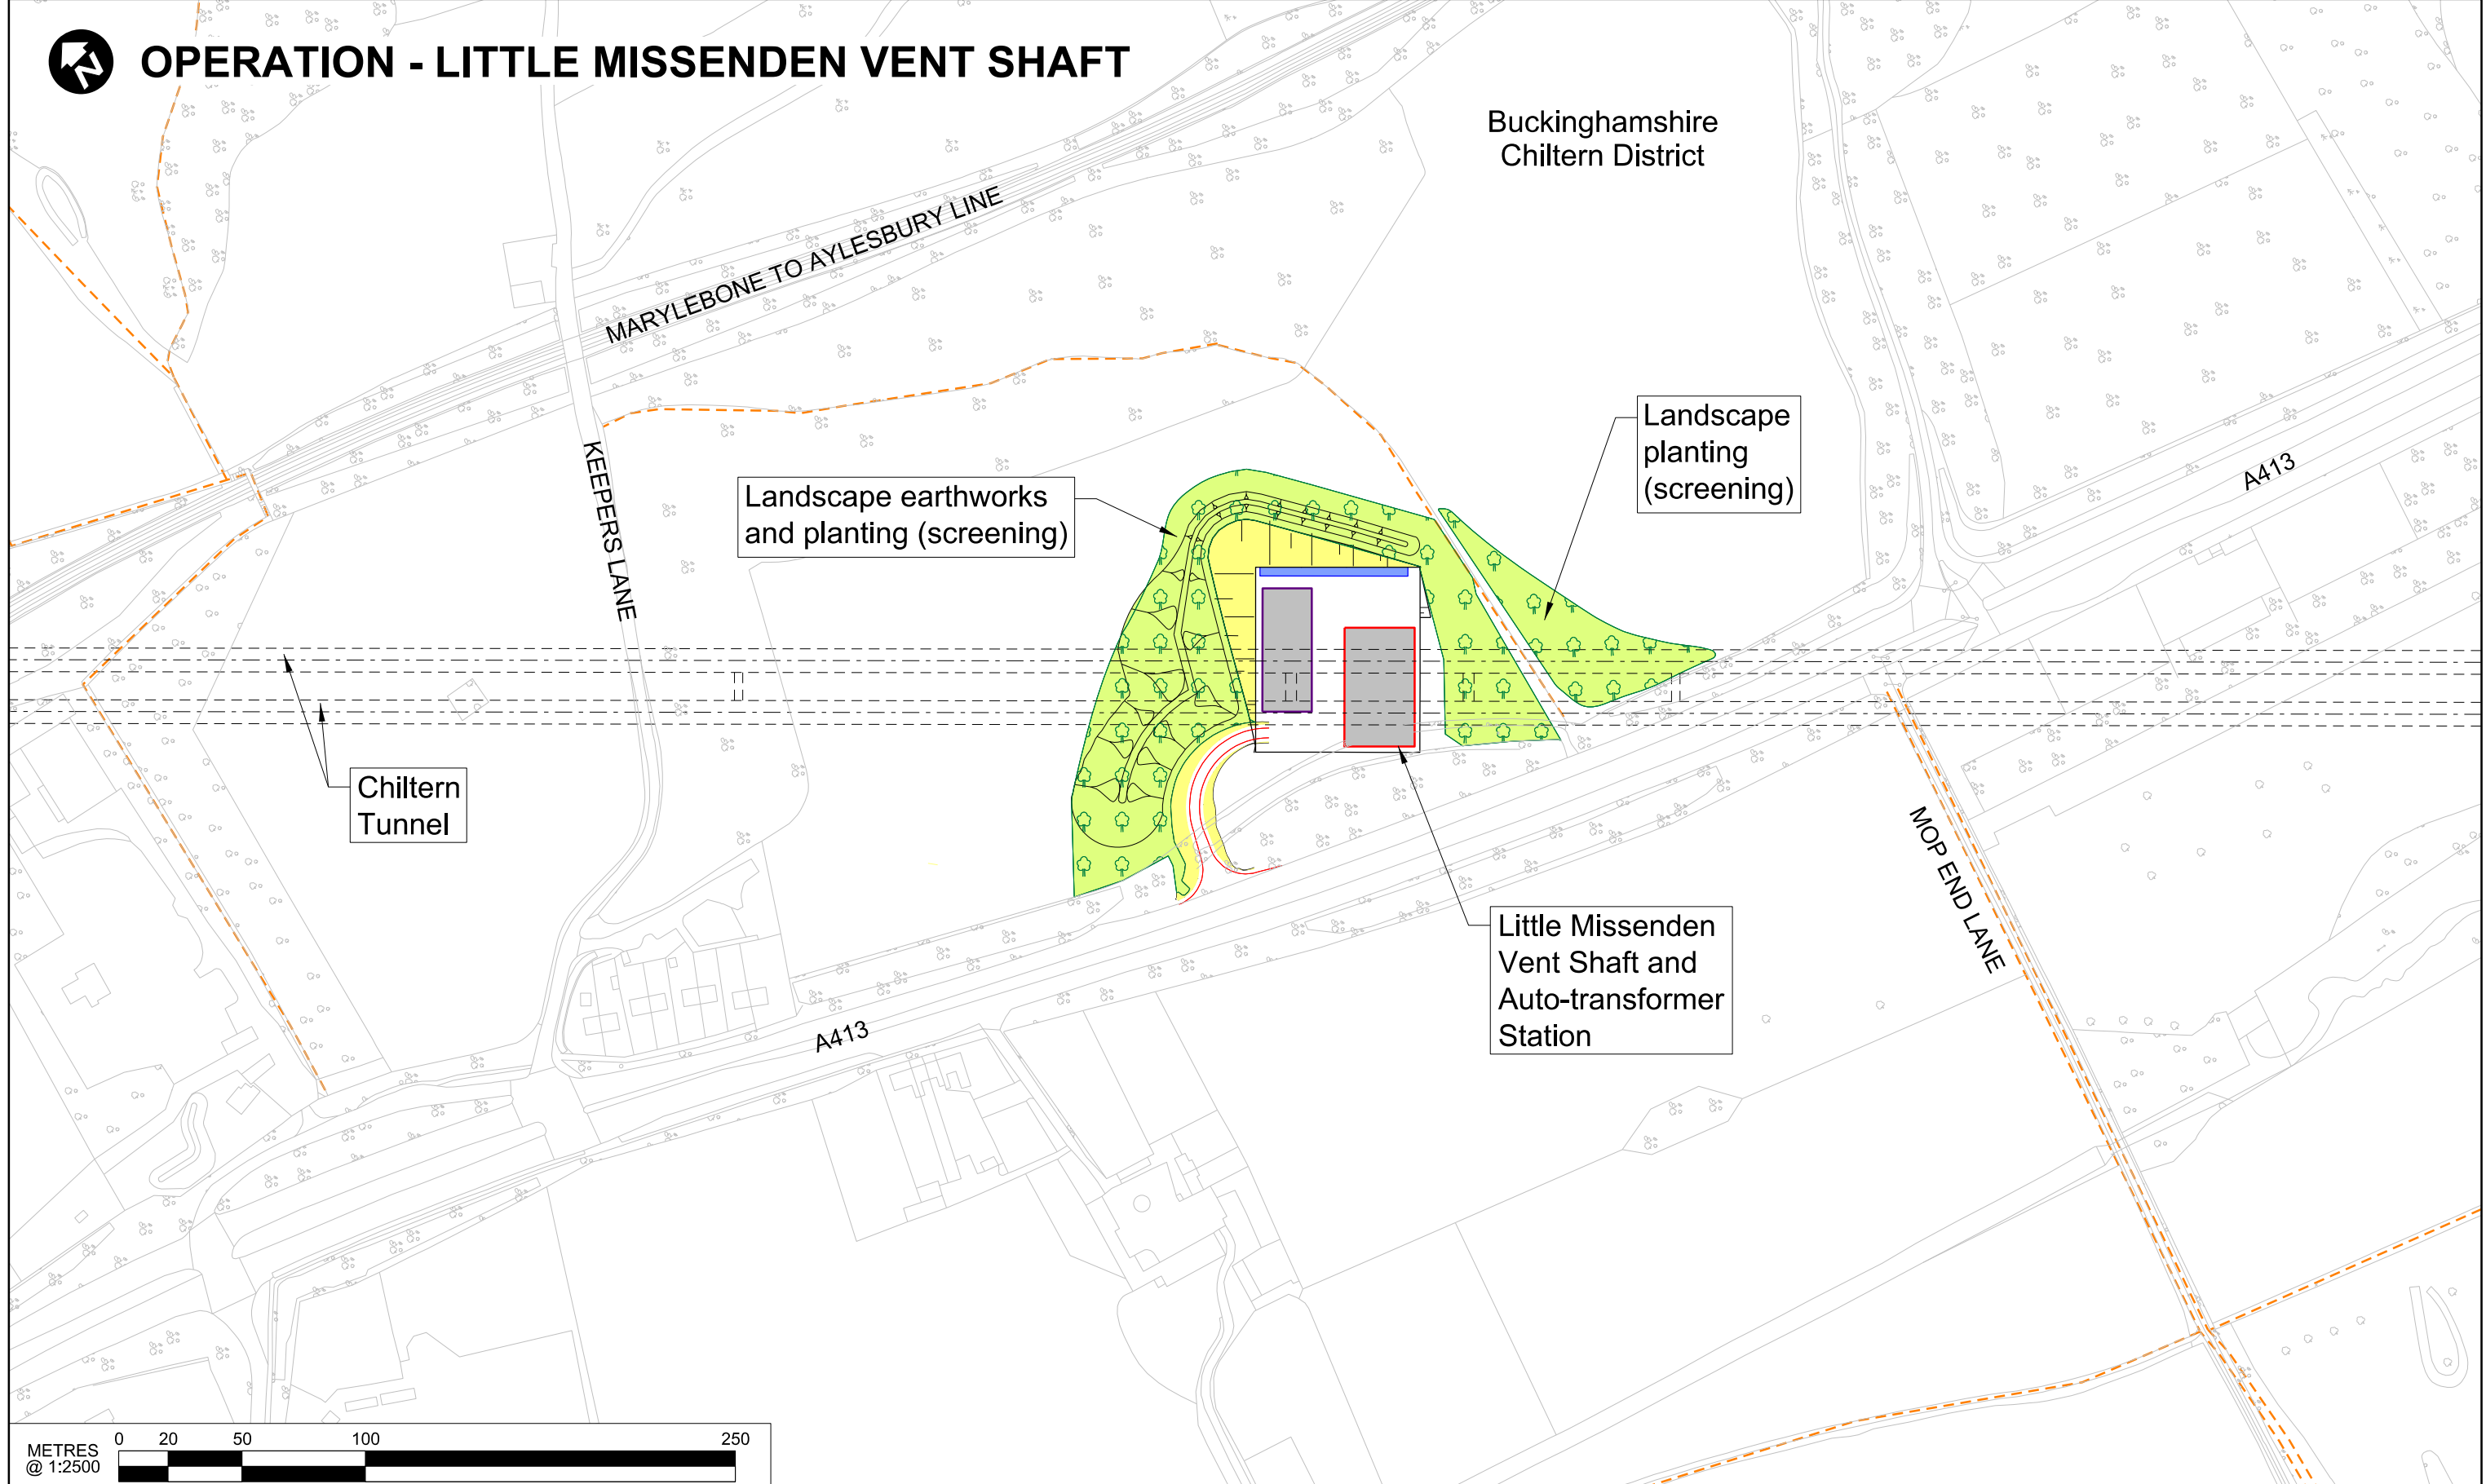 N
OPERATION - LITTLE MISSENDEN VENT SHAFT
Buckinghamshire
Chiltern District
MARYLEBONE TO AYLESBURY LINE
KEEPERS LANE
Landscape earthworks
and planting (screening)
Landscape
planting
(screening)
A413
Chiltern
Tunnel
MOP END LANE
Little Missenden
Vent Shaft and
Auto-transformer
Station
A413
METRES
@ 1:2500
0 20 50 100 250